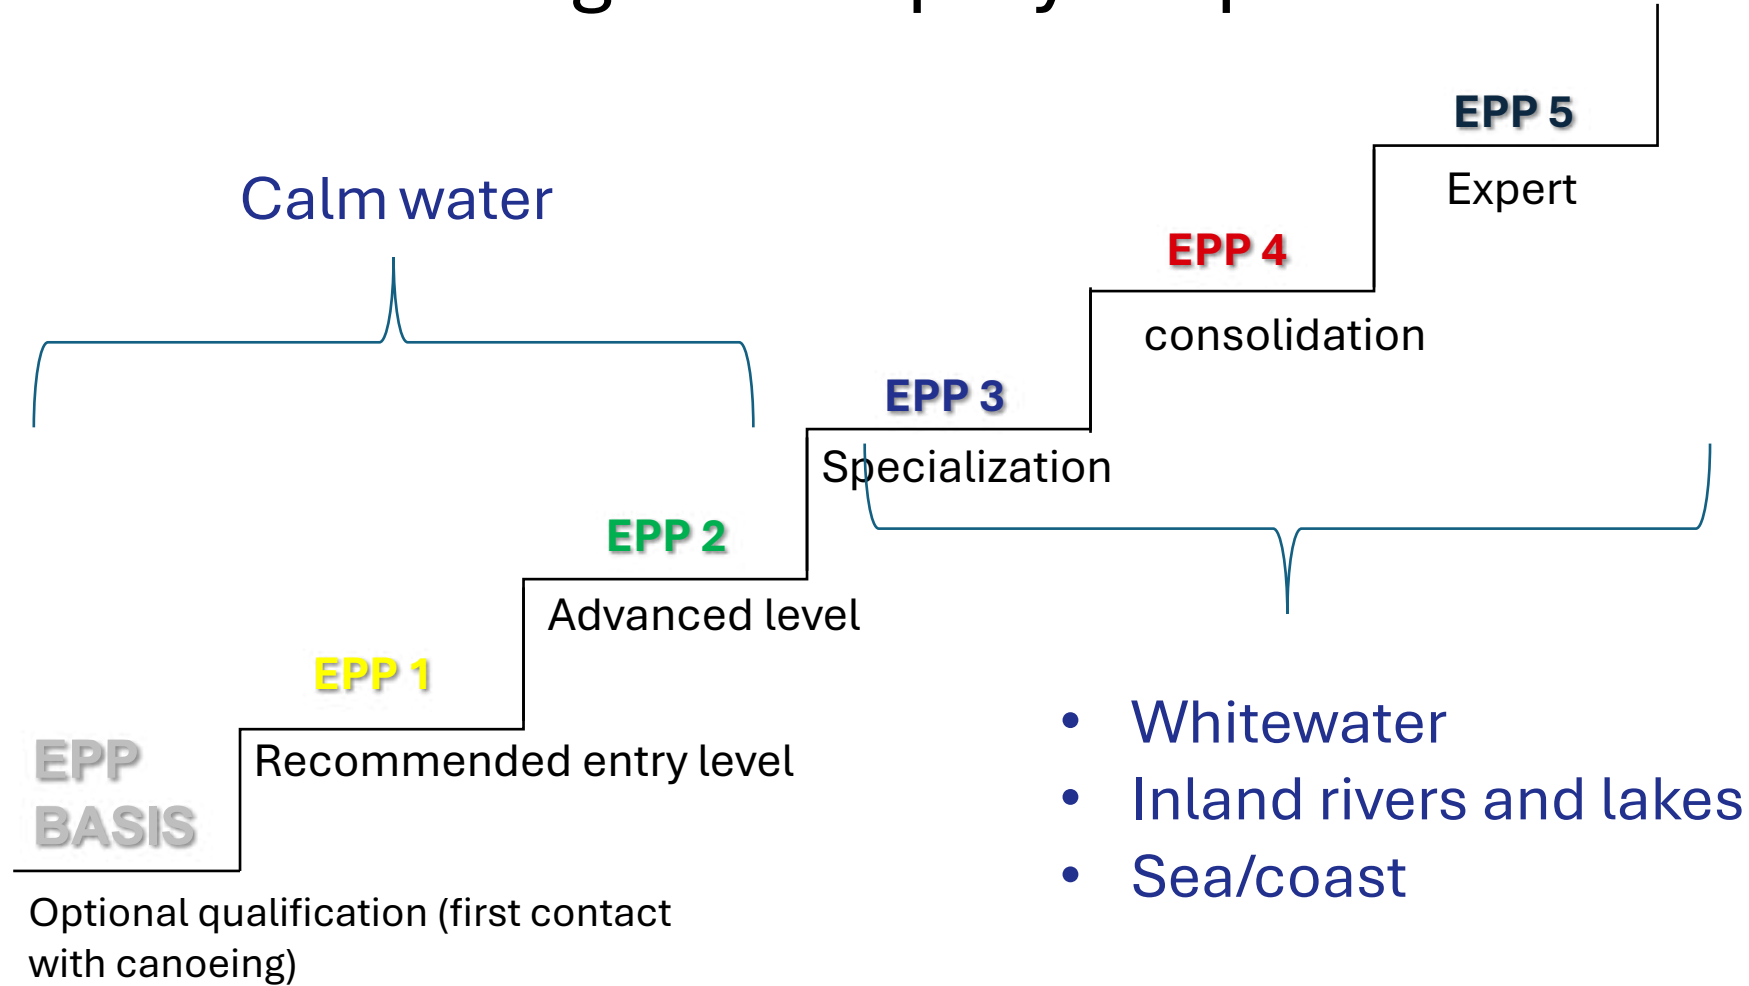 EPP 5
Expert
Calm water
EPP 4
consolidation
EPP 3
Specialization
EPP 2
Advanced level
EPP 1
Recommended entry level
EPP
BASIS
Optional qualification (first contact
with canoeing)
• Whitewater
• Inland rivers and lakes
• Sea/coast